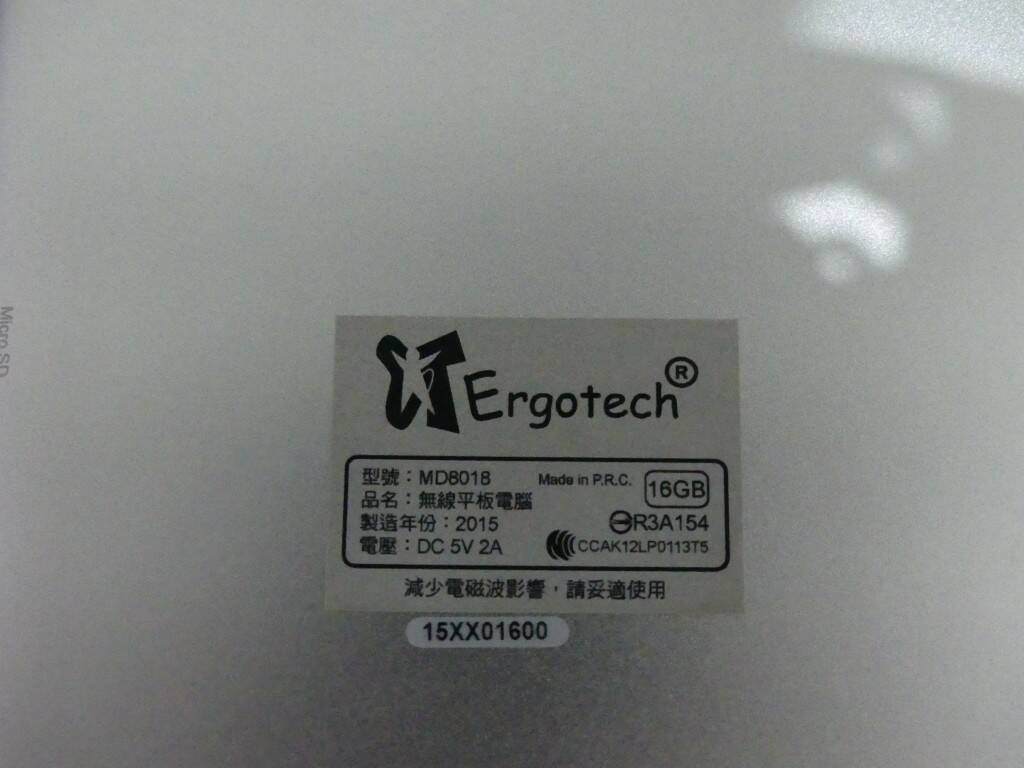 Micro SD
Ergotech®
型號：MD8018 Made in P.R.C. 16GB
品名：無線平板電腦
製造年份：2015 R3A154
電壓：DC 5V 2A CCAK12LP0113T5
減少電磁波影響，請妥適使用
15XX01600